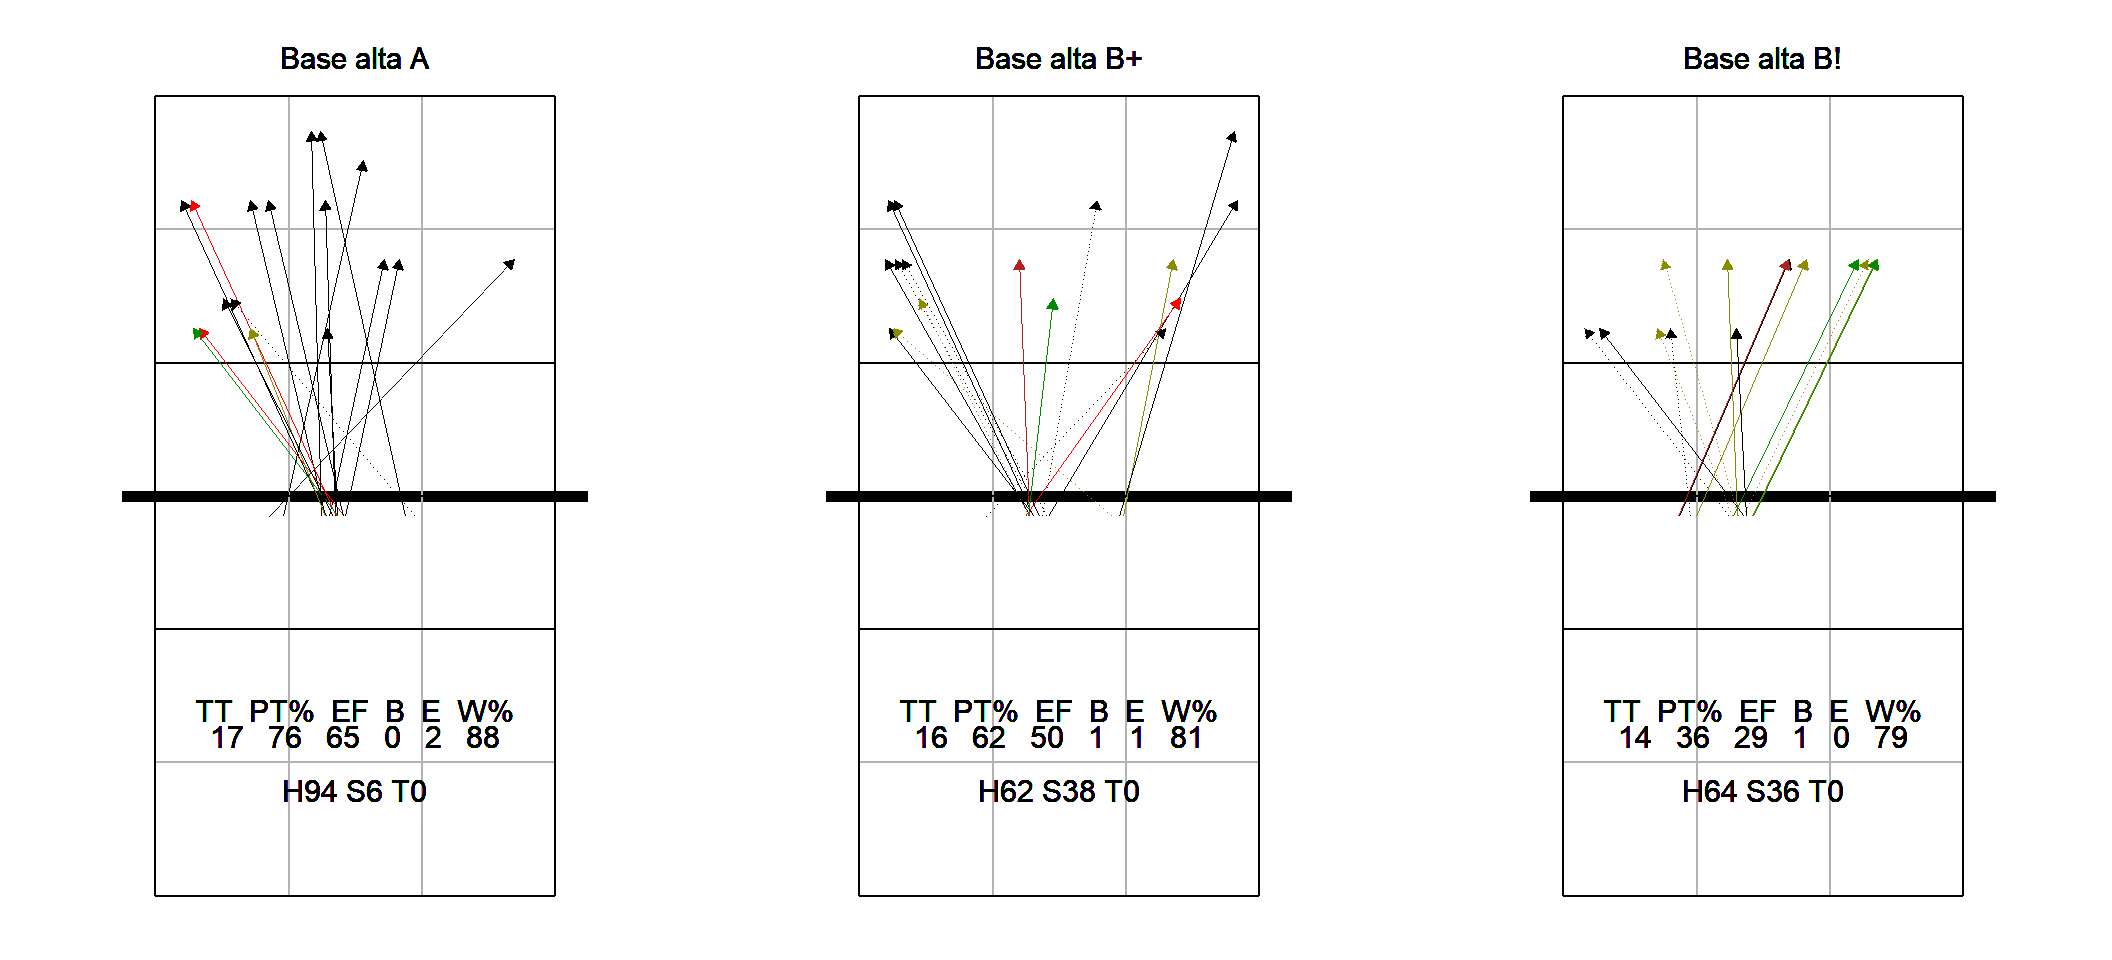 Base alta A
TT PT% EF B E W%
17 76 65 0 2 88
H94 S6 T0
Base alta B+
TT PT% EF B E W%
16 62 50 1 1 81
H62 S38 T0
Base alta B!
TT PT% EF B E W%
14 36 29 1 0 79
H64 S36 T0